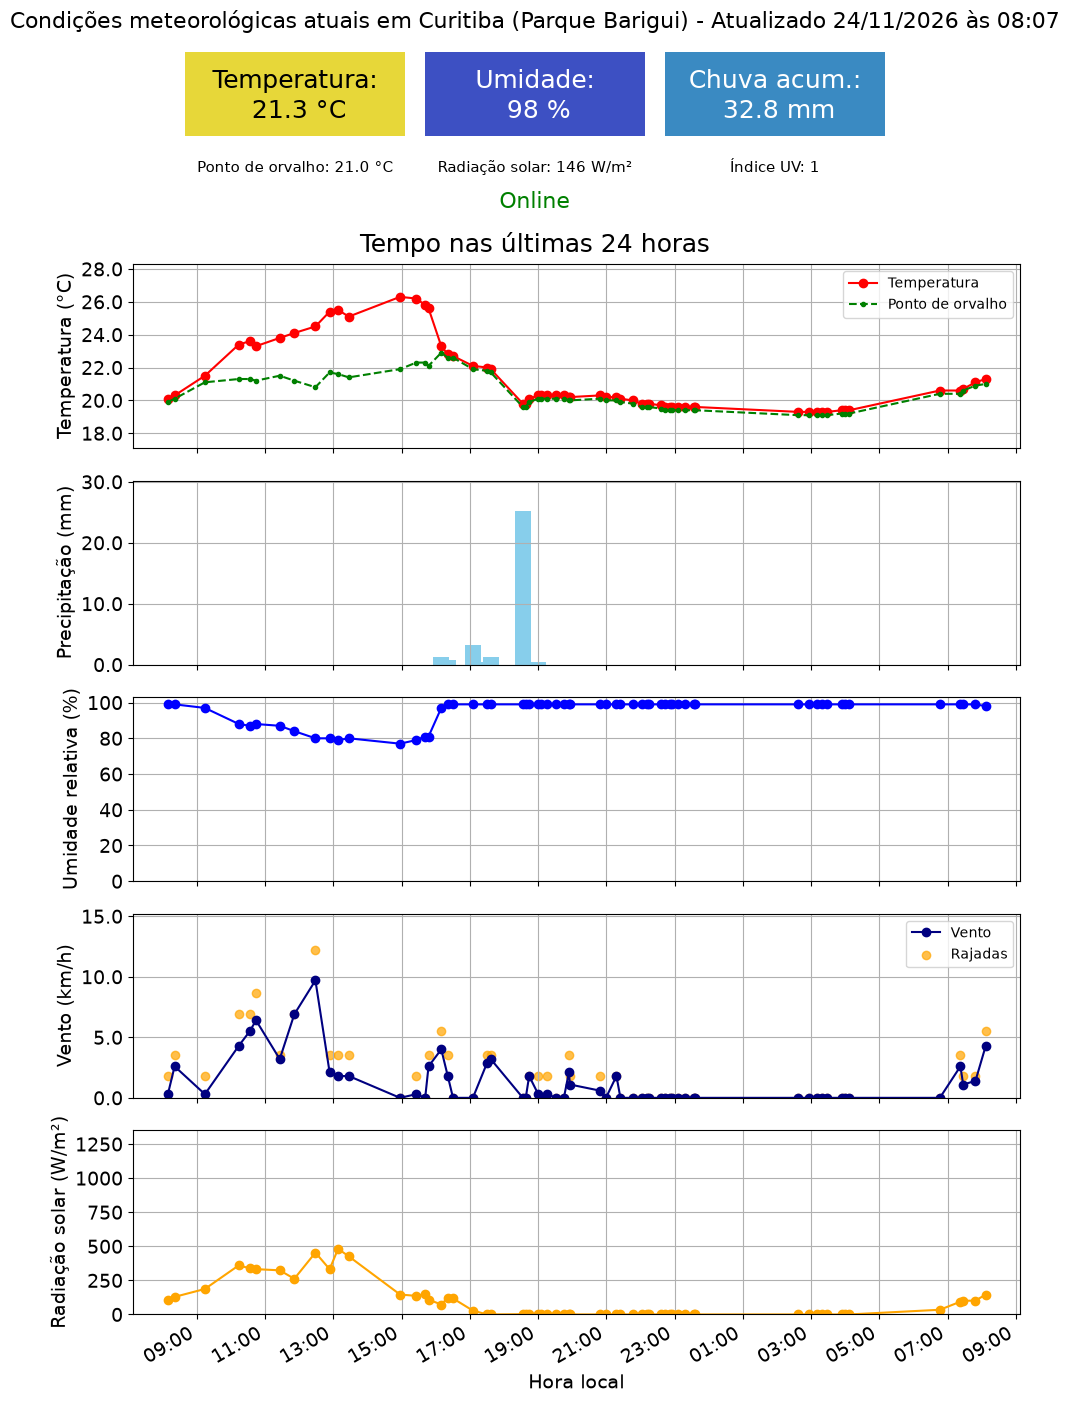 Condições meteorológicas atuais em Curitiba (Parque Barigui) - Atualizado 24/11/2026 às 08:07
Temperatura:
21.3 °C
Umidade:
98 %
Chuva acum.:
32.8 mm
Ponto de orvalho: 21.0 °C
Radiação solar: 146 W/m²
Índice UV: 1
Online
Tempo nas últimas 24 horas
Temperatura (°C)
28.0
26.0
24.0
22.0
20.0
18.0
Temperatura
Ponto de orvalho
Precipitação (mm)
30.0
20.0
10.0
0.0
Umidade relativa (%)
100
80
60
40
20
0
Vento (km/h)
15.0
10.0
5.0
0.0
Vento
Rajadas
Radiação solar (W/m²)
1250
1000
750
500
250
0
09:00
11:00
13:00
15:00
17:00
19:00
21:00
23:00
01:00
03:00
05:00
07:00
09:00
Hora local